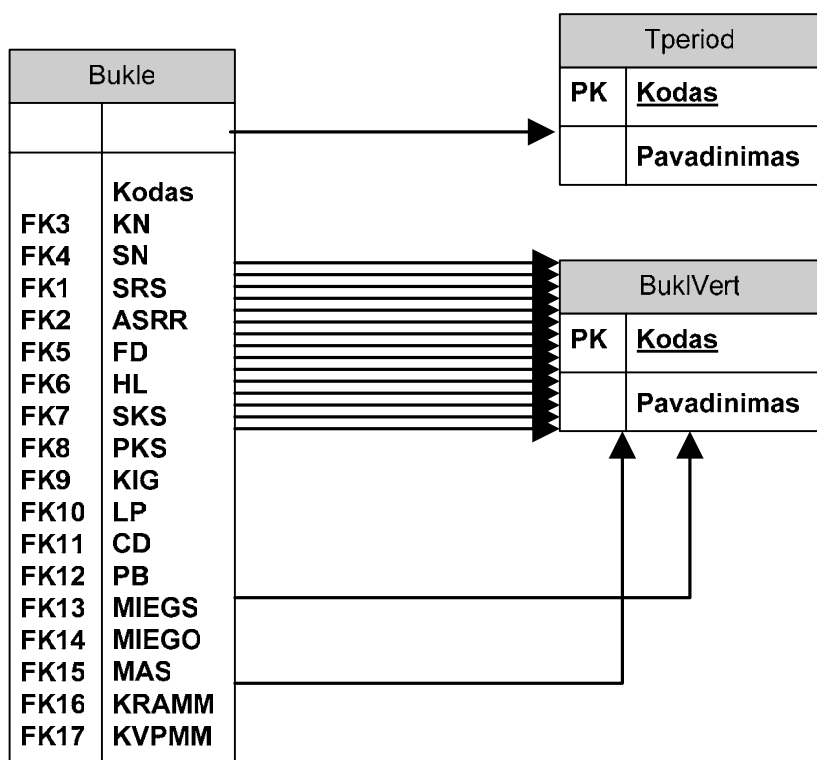 Bukle
Kodas
FK3 KN
FK4 SN
FK1 SRS
FK2 ASRR
FK5 FD
FK6 HL
FK7 SKS
FK8 PKS
FK9 KIG
FK10 LP
FK11 CD
FK12 PB
FK13 MIEGS
FK14 MIEGO
FK15 MAS
FK16 KRAMM
FK17 KVPMM
Tperiod
PK Kodas
Pavadinimas
BuklVert
PK Kodas
Pavadinimas